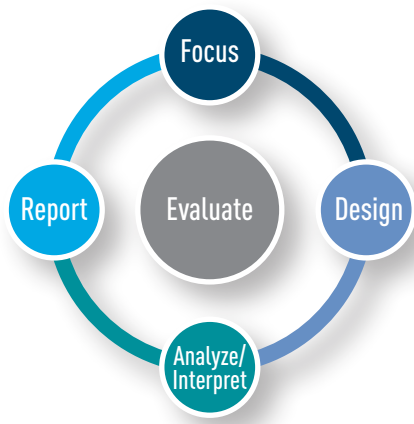 Focus
Report
Evaluate
Design
Analyze/
Interpret